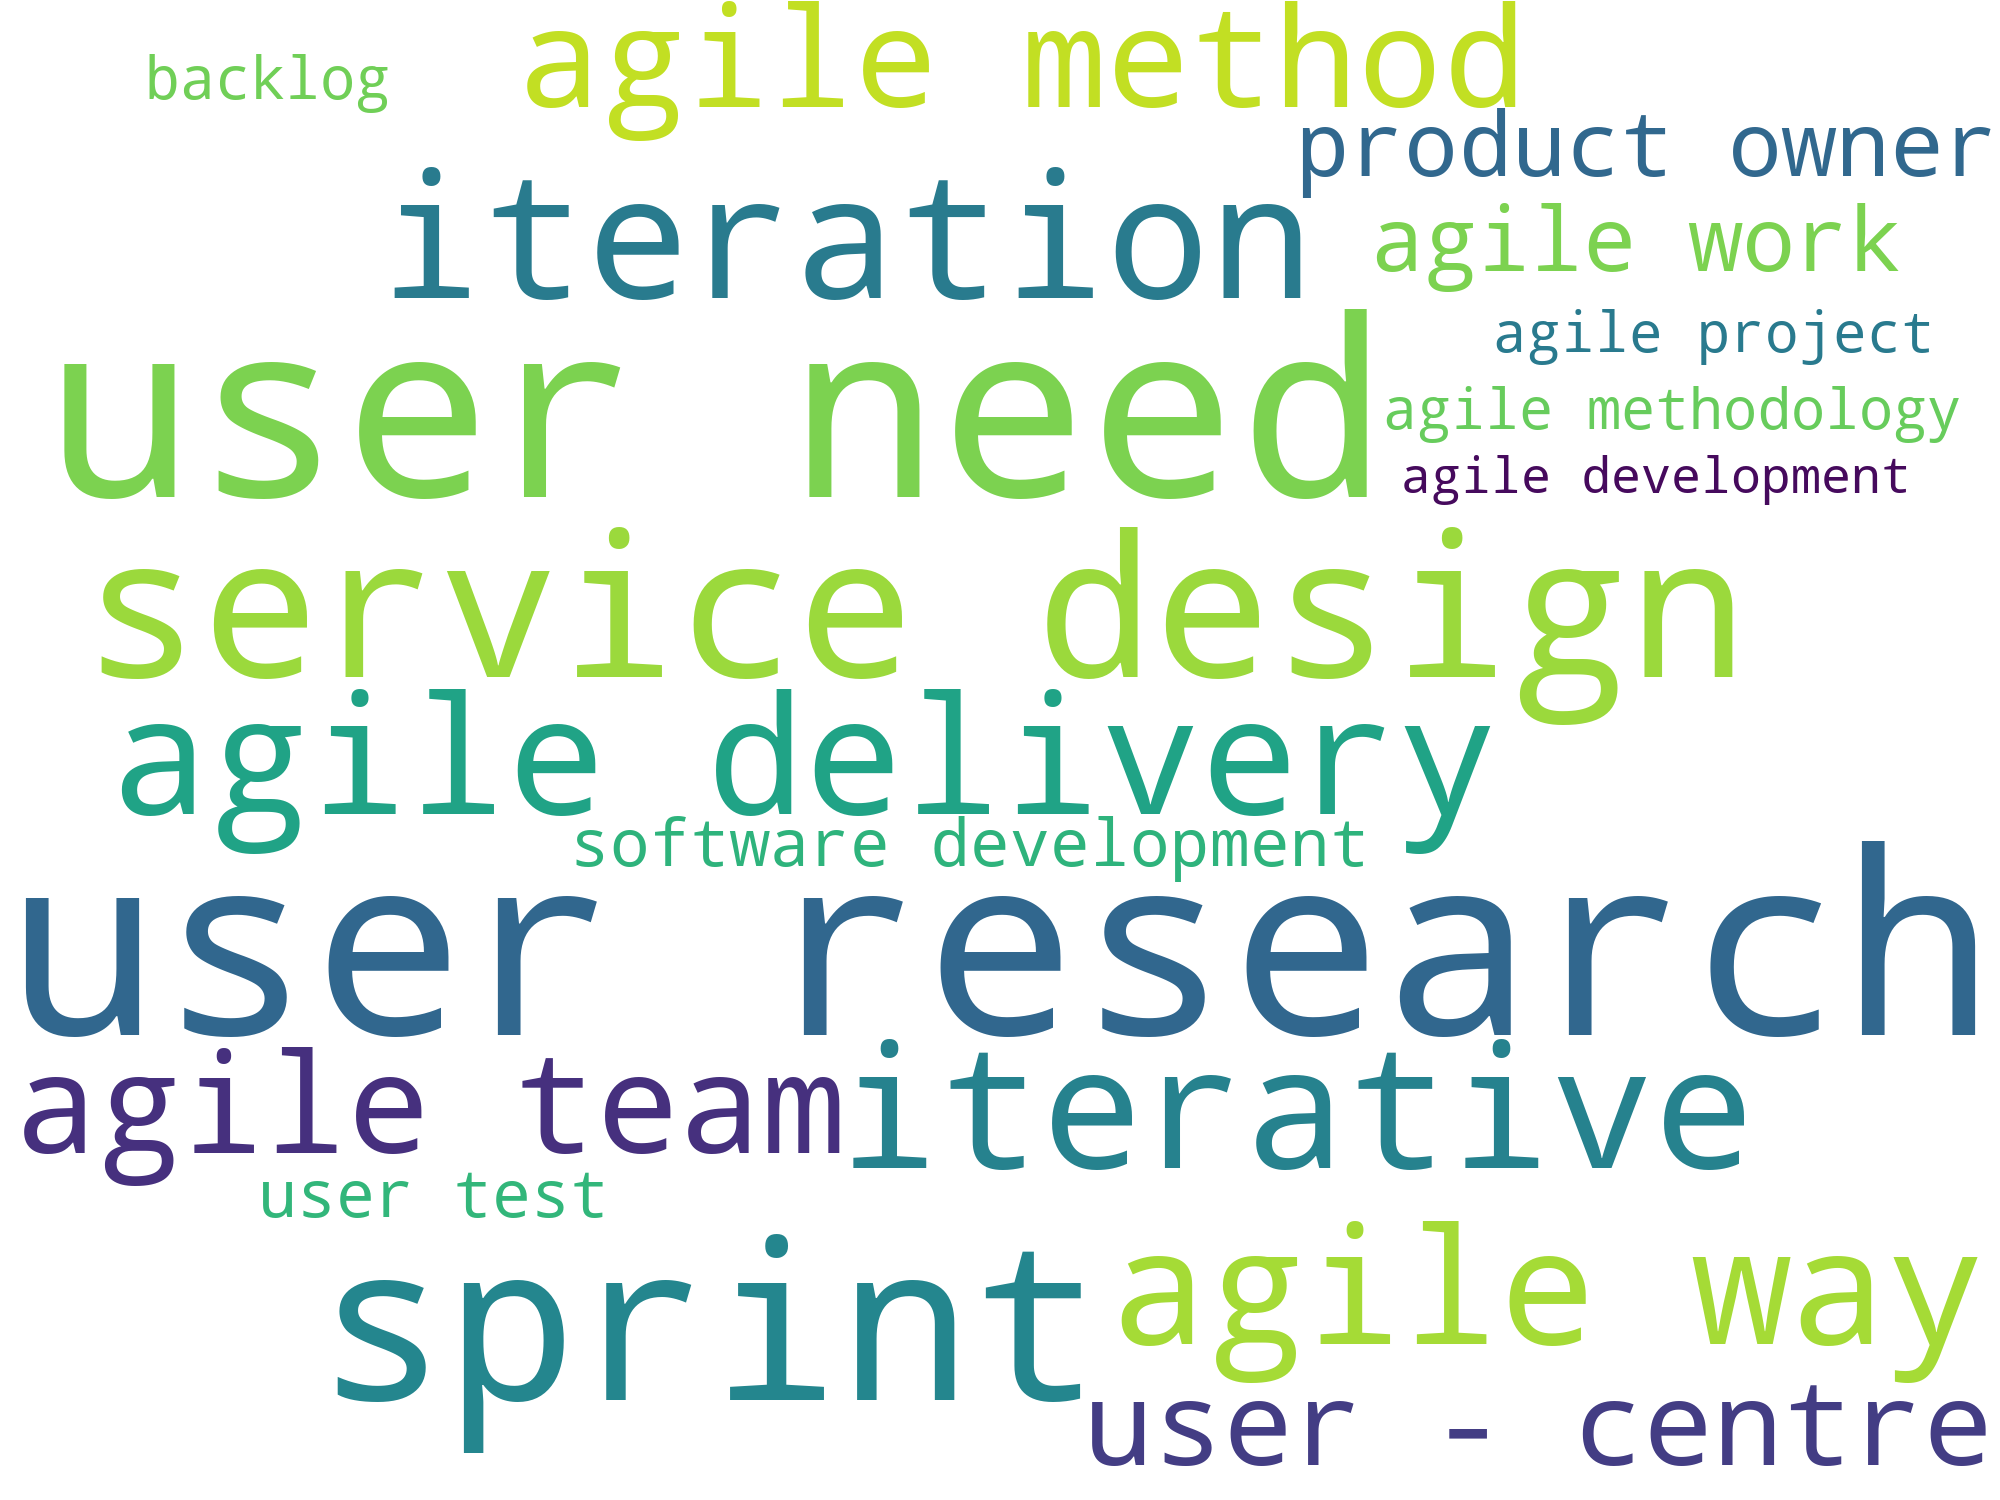 agile method
backlog
product owner
iteration
agile work
agile project
user need
agile methodology
agile development
service design
agile delivery
software development
user research
agile team
iterative
user test
sprint
agile way
user - centre